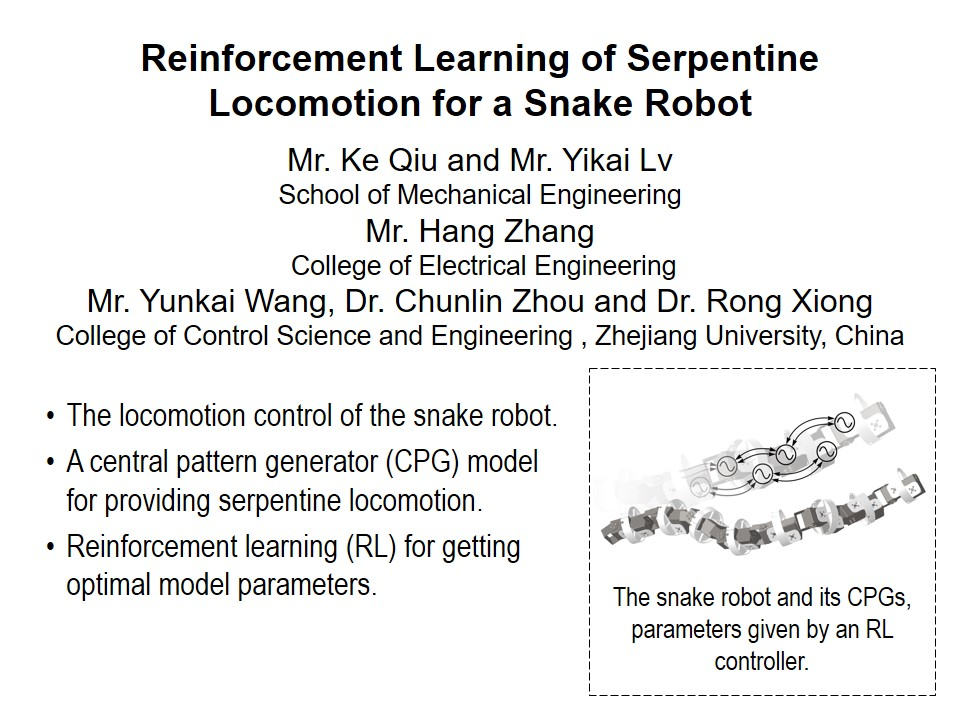 Reinforcement Learning of Serpentine
Locomotion for a Snake Robot
Mr. Ke Qiu and Mr. Yikai Lv
School of Mechanical Engineering
Mr. Hang Zhang
College of Electrical Engineering
Mr. Yunkai Wang, Dr. Chunlin Zhou and Dr. Rong Xiong
College of Control Science and Engineering , Zhejiang University, China
• The locomotion control of the snake robot.
• A central pattern generator (CPG) model
for providing serpentine locomotion.
• Reinforcement learning (RL) for getting
optimal model parameters.
The snake robot and its CPGs,
parameters given by an RL
controller.